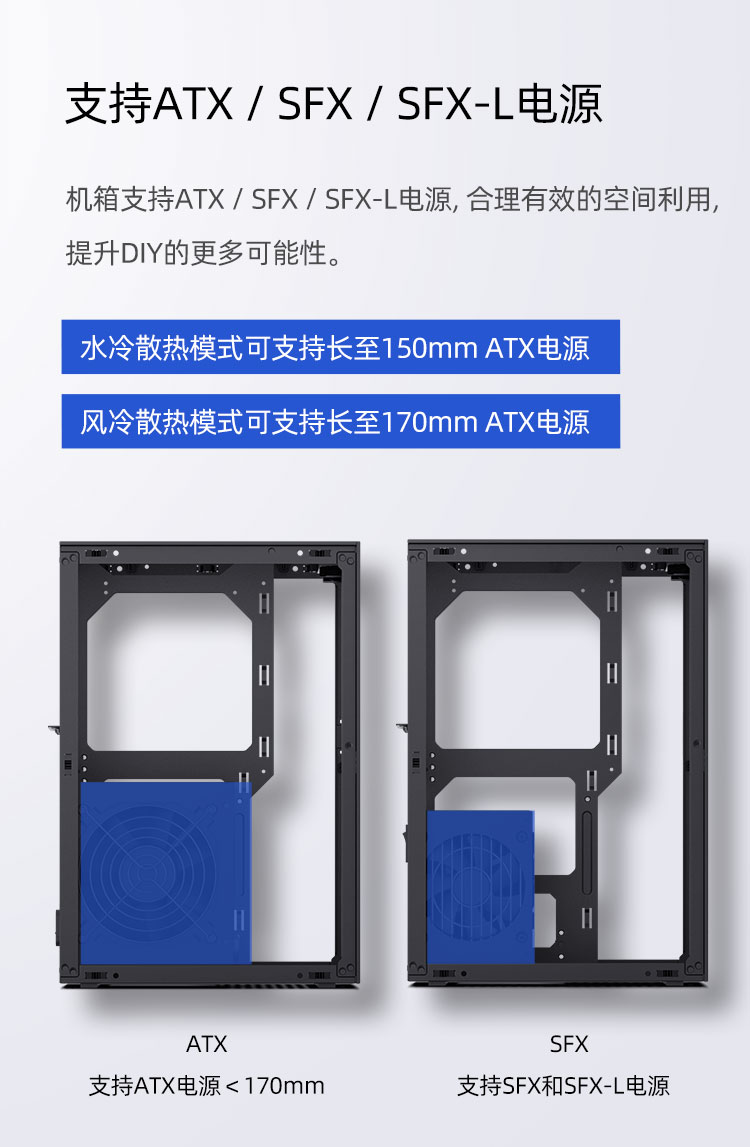 支持ATX / SFX / SFX-L电源
机箱支持ATX / SFX / SFX-L电源, 合理有效的空间利用,
提升DIY的更多可能性。
水冷散热模式可支持长至150mm ATX电源
风冷散热模式可支持长至170mm ATX电源
ATX
支持ATX电源＜170mm
SFX
支持SFX和SFX-L电源